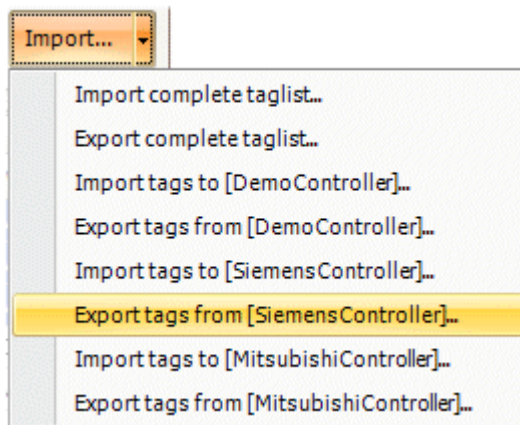 Import...
Import complete taglist...
Export complete taglist...
Import tags to [DemoController]...
Export tags from [DemoController]...
Import tags to [SiemensController]...
Export tags from [SiemensController]...
Import tags to [MitsubishiController]...
Export tags from [MitsubishiController]...